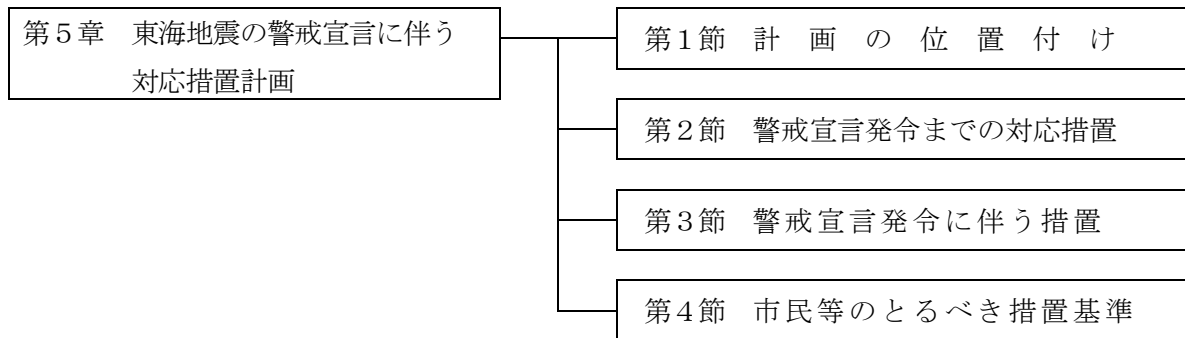 第５章　東海地震の警戒宣言に伴う
対応措置計画
第１節　計画の位置付け
第２節　警戒宣言発令までの対応措置
第３節　警戒宣言発令に伴う措置
第４節　市民等のとるべき措置基準